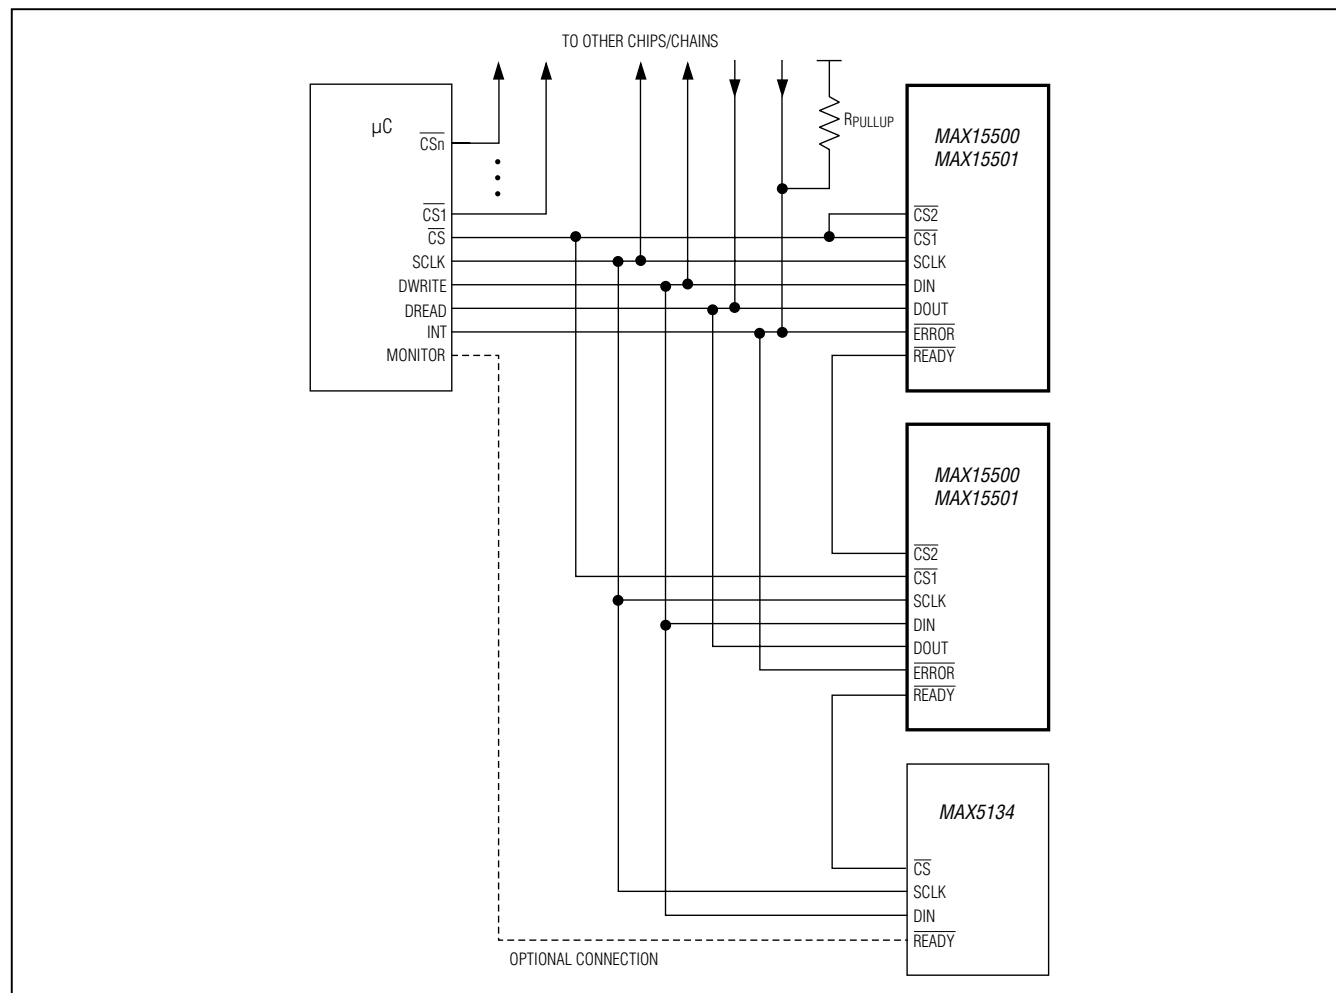 TO OTHER CHIPS/CHAINS
µC
CSn
CS1
CS
SCLK
DWRITE
DREAD
INT
MONITOR
RPULLUP
MAX15500
MAX15501
CS2
CS1
SCLK
DIN
DOUT
ERROR
READY
MAX15500
MAX15501
CS2
CS1
SCLK
DIN
DOUT
ERROR
READY
MAX5134
CS
SCLK
DIN
READY
OPTIONAL CONNECTION